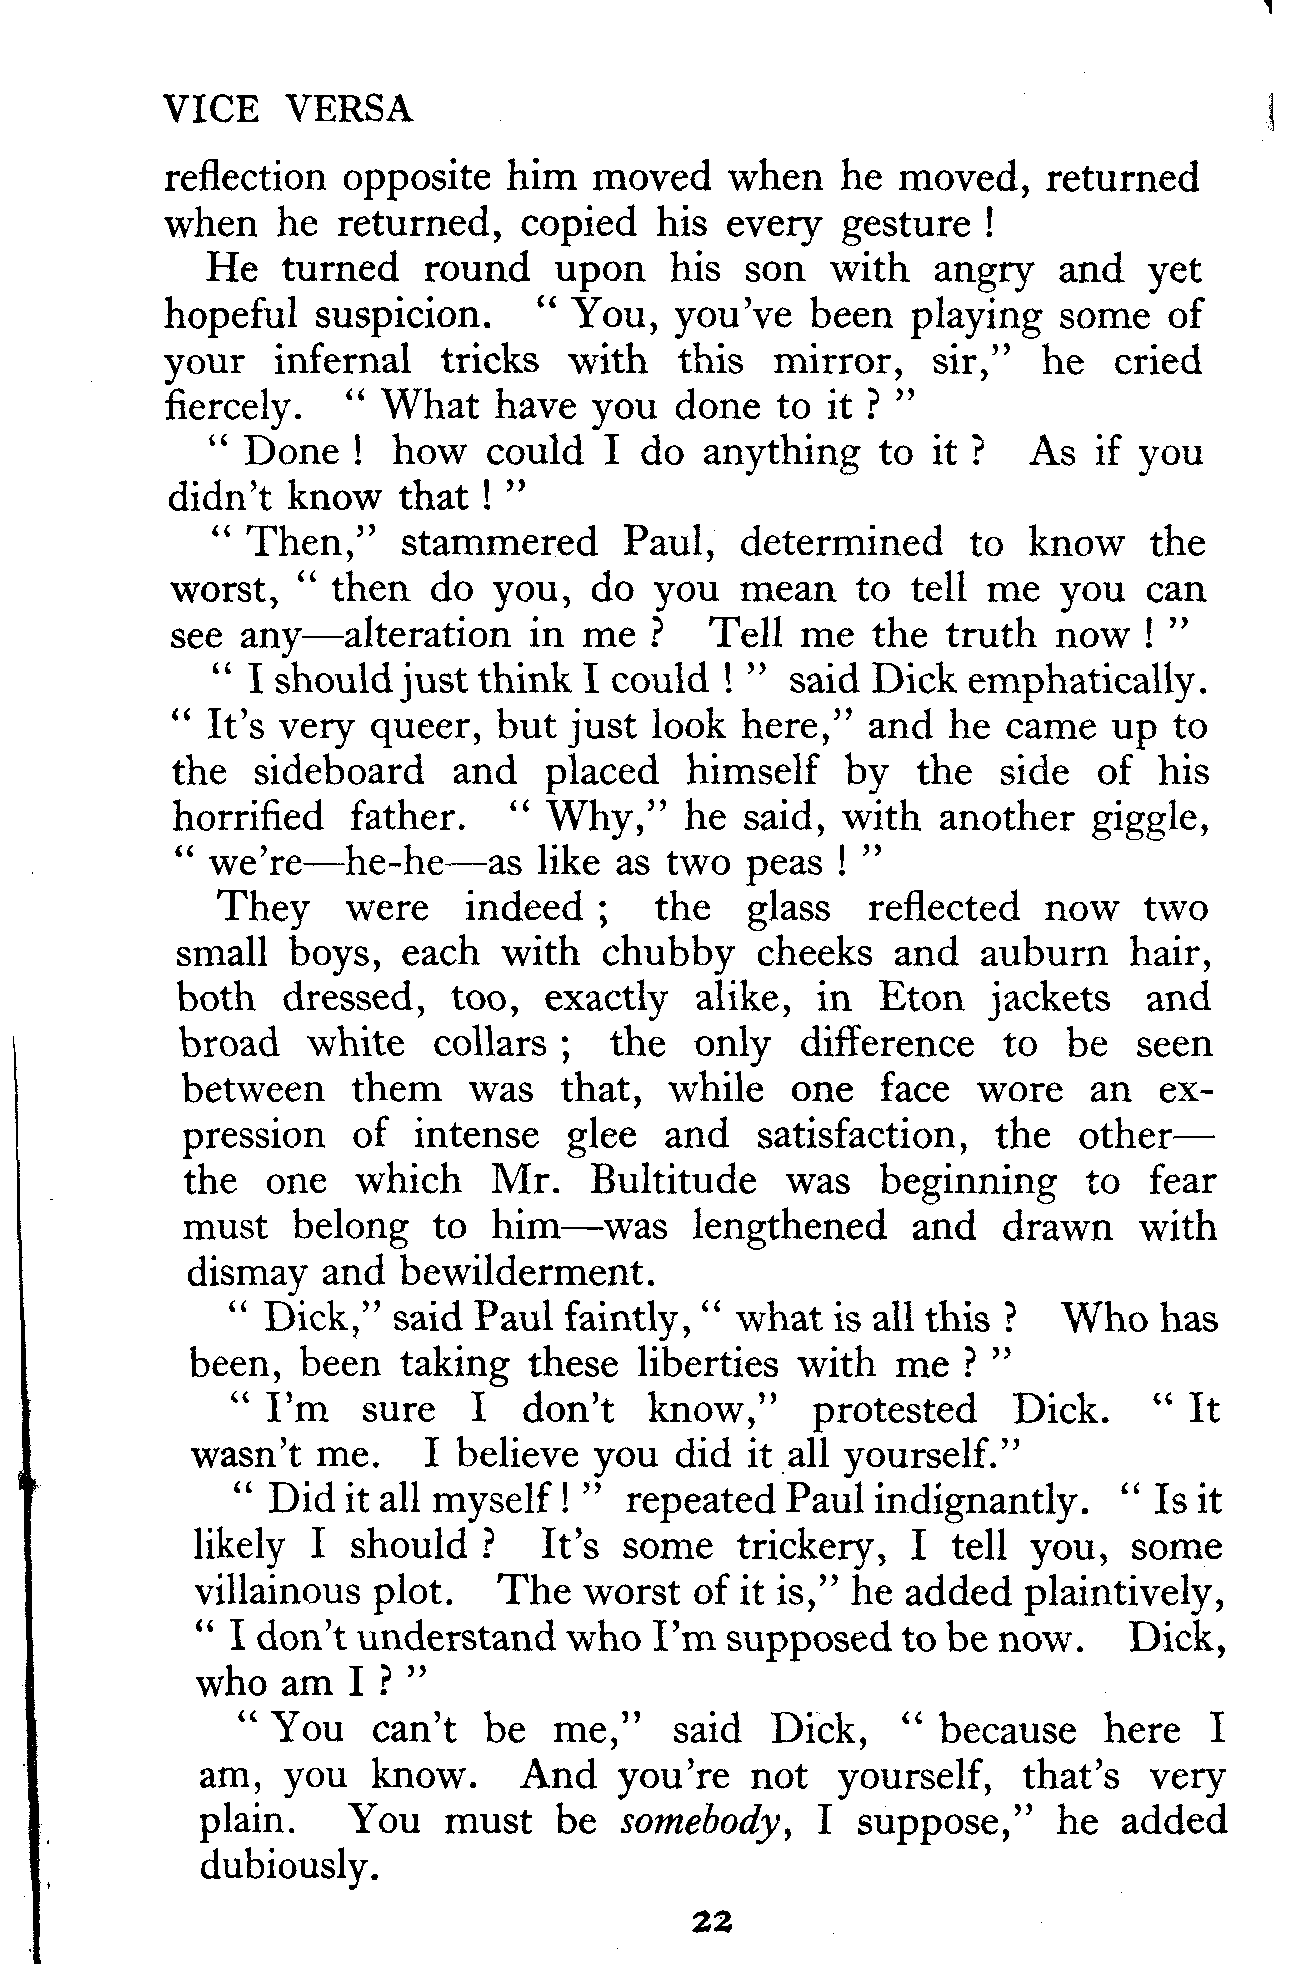 VICE VERSA
reflection opposite him moved when he moved, returned
when he returned, copied his every gesture !
He turned round upon his son with angry and yet
hopeful suspicion. “ You, you’ve been playing some of
your infernal tricks with this mirror, sir,” he cried
fiercely. “ What have you done to it ? ”
“ Done ! how could I do anything to it ? As if you
didn’t know that ! ”
“ Then,” stammered Paul, determined to know the
worst, “ then do you, do you mean to tell me you can
see any—alteration in me ? Tell me the truth now ! ”
“ I should just think I could ! ” said Dick emphatically.
“ It’s very queer, but just look here,” and he came up to
the sideboard and placed himself by the side of his
horrified father. “ Why,” he said, with another giggle,
“ we’re—he-he—as like as two peas ! ”
They were indeed ; the glass reflected now two
small boys, each with chubby cheeks and auburn hair,
both dressed, too, exactly alike, in Eton jackets and
broad white collars ; the only difference to be seen
between them was that, while one face wore an ex-
pression of intense glee and satisfaction, the other—
the one which Mr. Bultitude was beginning to fear
must belong to him—was lengthened and drawn with
dismay and bewilderment.
“ Dick,” said Paul faintly, “ what is all this ? Who has
been, been taking these liberties with me ? ”
“ I’m sure I don’t know,” protested Dick. “ It
wasn’t me. I believe you did it all yourself.”
“ Did it all myself ! ” repeated Paul indignantly. “ Is it
likely I should ? It’s some trickery, I tell you, some
villainous plot. The worst of it is,” he added plaintively,
“ I don’t understand who I’m supposed to be now. Dick,
who am I ? ”
“ You can’t be me,” said Dick, “ because here I
am, you know. And you’re not yourself, that’s very
plain. You must be somebody, I suppose,” he added
dubiously.
22